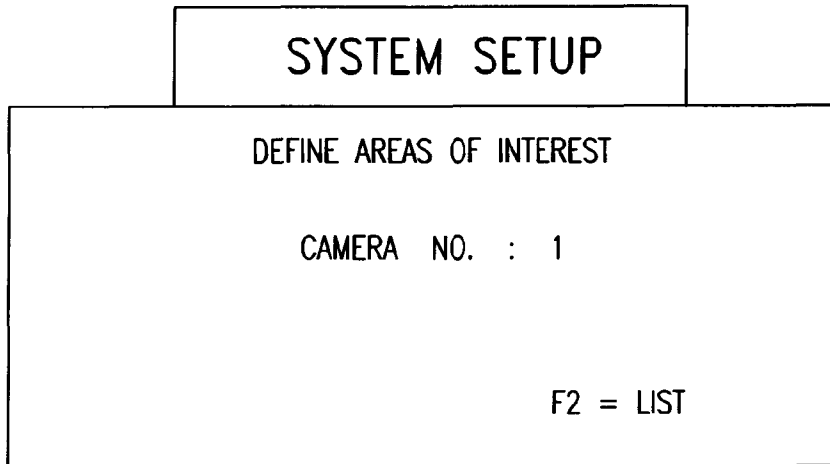 SYSTEM SETUP
DEFINE AREAS OF INTEREST
CAMERA NO. : 1
F2 = LIST